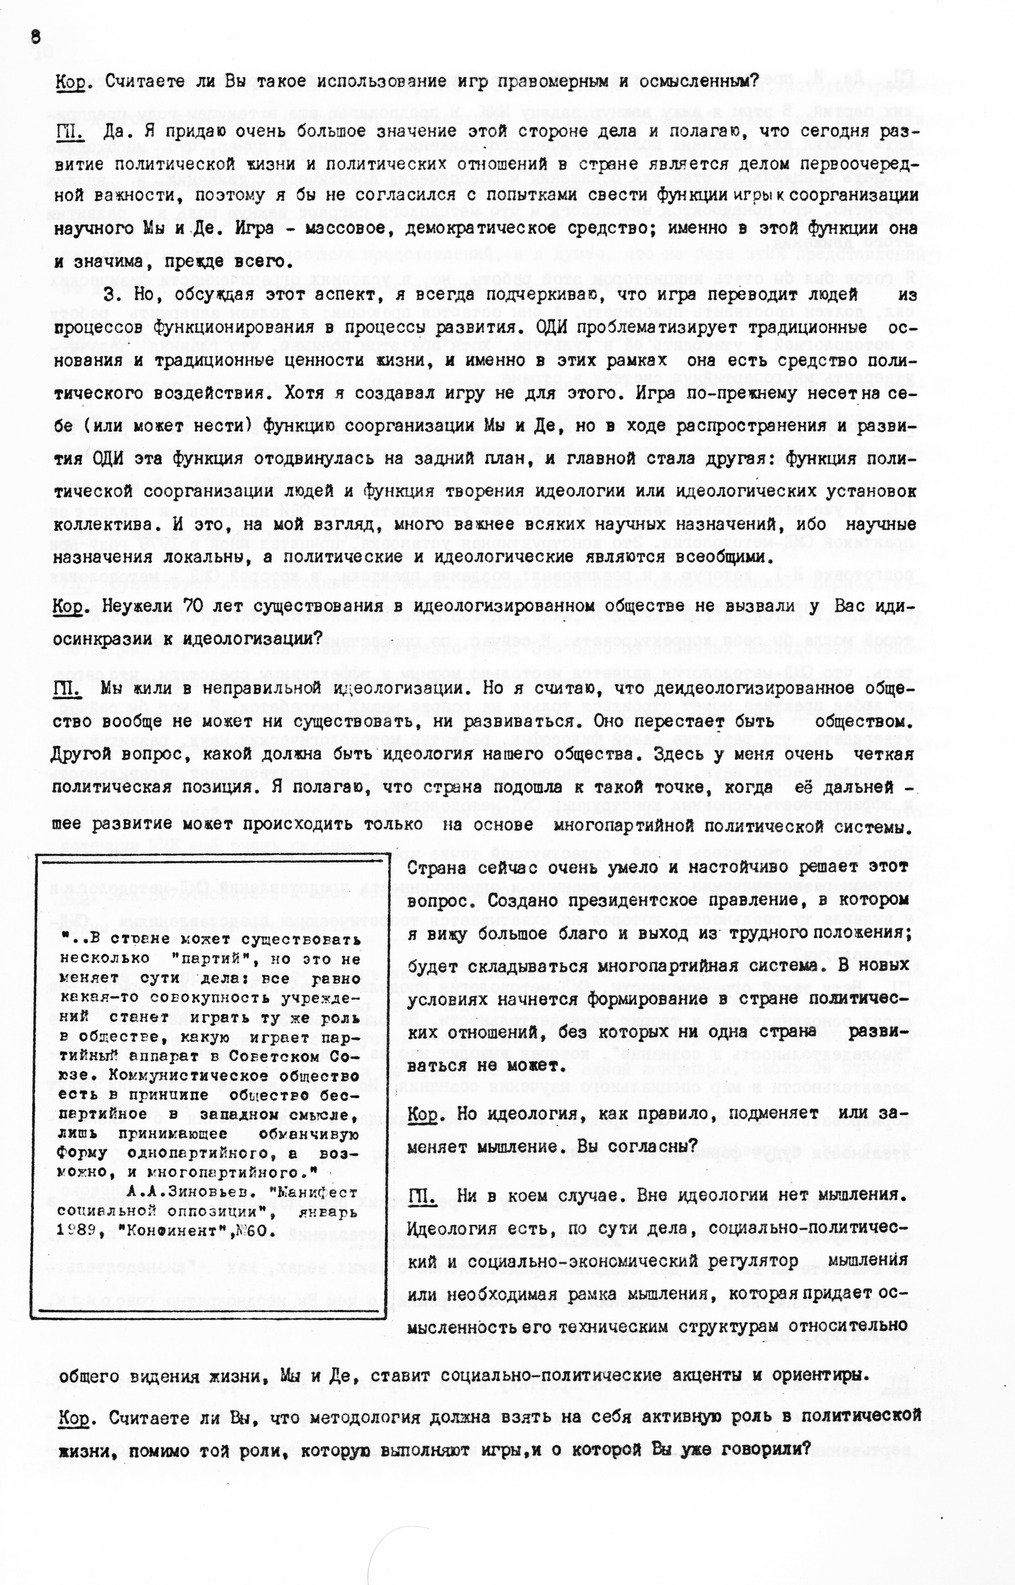 8
Кор. Считаете ли Вы такое использование игр правомерным и осмысленным?
ГП. Да. Я придаю очень большое значение этой стороне дела и полагаю, что сегодня раз-
витие политической жизни и политических отношений в стране является делом первоочеред-
ной важности, поэтому я бы не согласился с попытками свести функции игры к соорганизации
научного Мы и Де. Игра - массовое, демократическое средство; именно в этой функции она
и значима, прежде всего.
3. Но, обсуждая этот аспект, я всегда подчеркиваю, что игра переводит людей из
процессов функционирования в процессы развития. ОДИ проблематизирует традиционные ос-
нования и традиционные ценности жизни, и именно в этих рамках она есть средство поли-
тического воздействия. Хотя я создавал игру не для этого. Игра по-прежнему несет на се-
бе (или может нести) функцию соорганизации Мы и Де, но в ходе распространения и разви-
тия ОДИ эта функция отодвинулась на задний план, и главной стала другая: функция поли-
тической соорганизации людей и функция творения идеологии или идеологических установок
коллектива. И это, на мой взгляд, много важнее всяких научных назначений, ибо научные
назначения локальны, а политические и идеологические являются всеобщими.
Кор. Неужели 70 лет существования в идеологизированном обществе не вызвали у Вас иди-
осинкразии к идеологизации?
ГП. Мы жили в неправильной идеологизации. Но я считаю, что деидеологизированное обще-
ство вообще не может ни существовать, ни развиваться. Оно перестает быть обществом.
Другой вопрос, какой должна быть идеология нашего общества. Здесь у меня очень четкая
политическая позиция. Я полагаю, что страна подошла к такой точке, когда её дальней -
шее развитие может происходить только на основе многопартийной политической системы.
Страна сейчас очень умело и настойчиво решает этот
вопрос. Создано президентское правление, в котором
я вижу большое благо и выход из трудного положения;
будет складываться многопартийная система. В новых
условиях начнется формирование в стране политичес-
ких отношений, без которых ни одна страна разви-
ваться не может.
Кор. Но идеология, как правило, подменяет или за-
меняет мышление. Вы согласны?
ГП. Ни в коем случае. Вне идеологии нет мышления.
Идеология есть, по сути дела, социально-политичес-
кий и социально-экономический регулятор мышления
или необходимая рамка мышления, которая придает ос-
мысленность его техническим структурам относительно
общего видения жизни, Мы и Де, ставит социально-политические акценты и ориентиры.
Кор. Считаете ли Вы, что методология должна взять на себя активную роль в политической
жизни, помимо той роли, которую выполняют игры,и о которой Вы уже говорили?
"..В стране может существовать
несколько "партий", но это не
меняет сути дела: все равно
какая-то совокупность учрежде-
ний станет играть ту же роль
в обществе, какую играет пар-
тийный аппарат в Советском Со-
юзе. Коммунистическое общество
есть в принципе общество бес-
партийное в западном смысле,
лишь принимающее обманчивую
форму однопартийного, а воз-
можно, и многопартийного."
А.А.Зиновьев. "Манифест
социальной оппозиции", январь
1989, "Континент",№60.